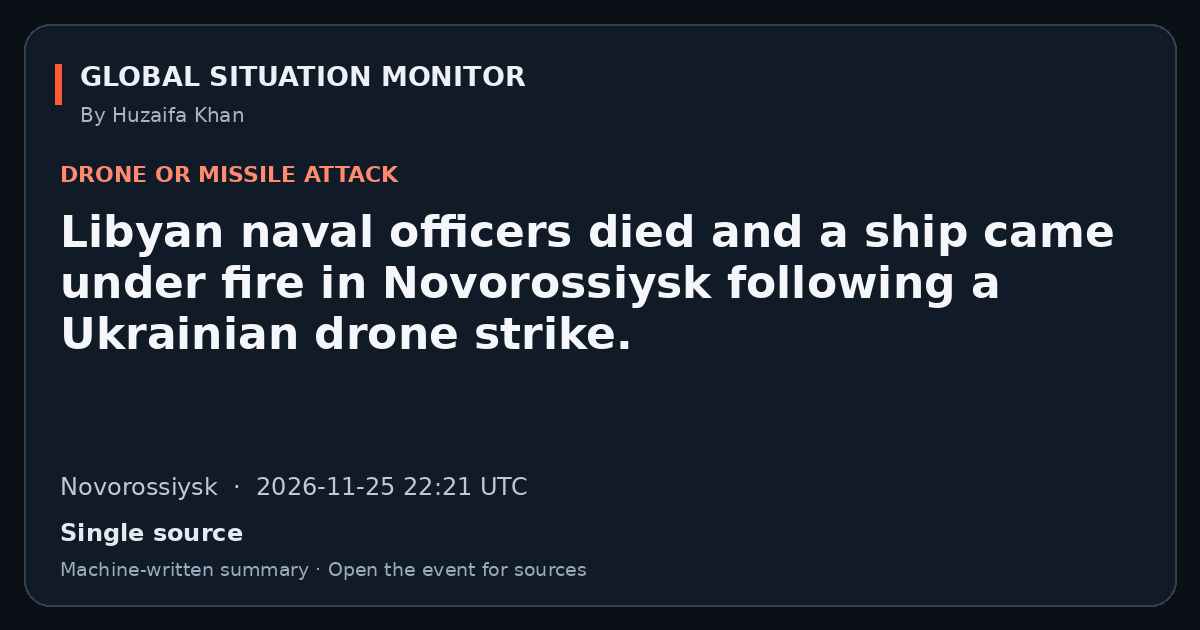 GLOBAL SITUATION MONITOR
By Huzaifa Khan
DRONE OR MISSILE ATTACK
Libyan naval officers died and a ship came
under fire in Novorossiysk following a
Ukrainian drone strike.
Novorossiysk · 2026-11-25 22:21 UTC
Single source
Machine-written summary · Open the event for sources